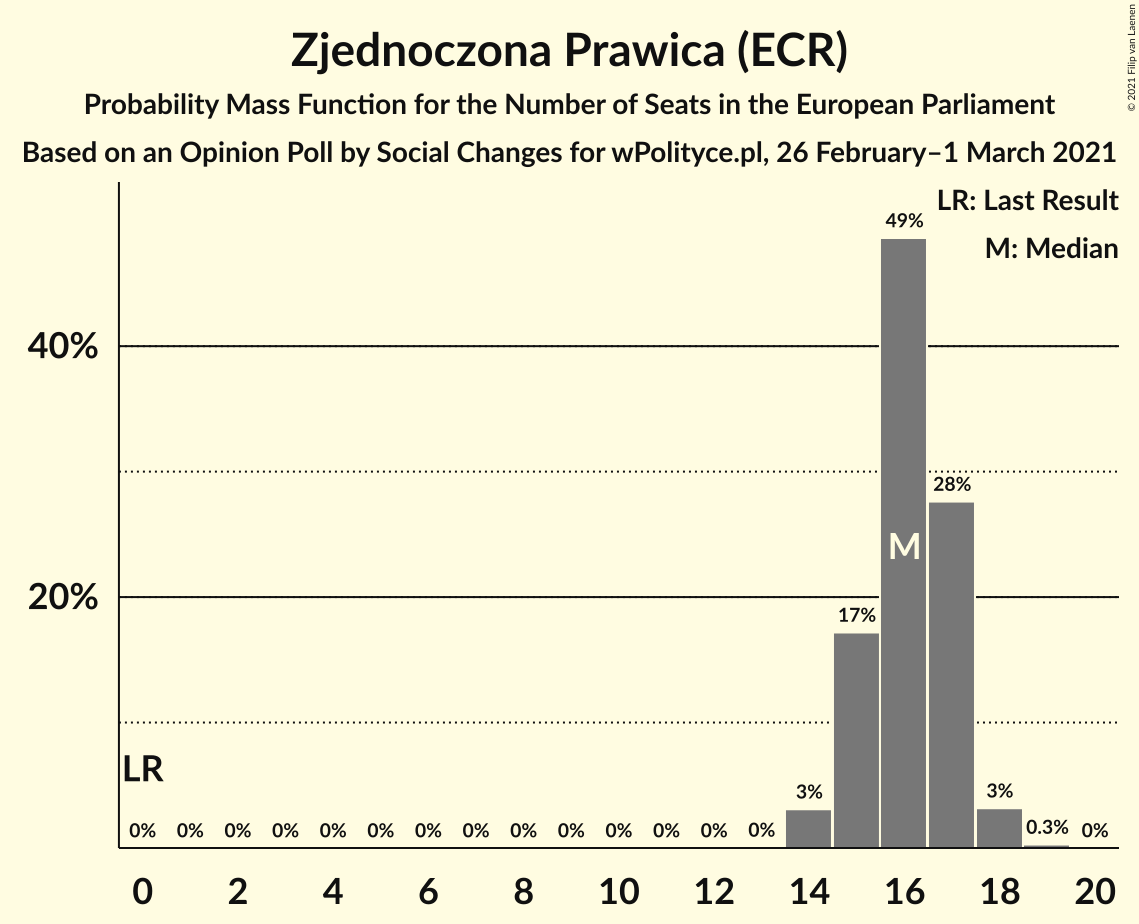 Zjednoczona Prawica (ECR)
Probability Mass Function for the Number of Seats in the European Parliament
Based on an Opinion Poll by Social Changes for wPolityce.pl, 26 February–1 March 2021
© 2021 Filip van Laenen
LR: Last Result
M: Median
49%
40%
28%
M
20%
17%
LR
3% 3%
0% 0% 0% 0% 0% 0% 0% 0% 0% 0% 0% 0% 0% 0% 0.3% 0%
0 2 4 6 8 10 12 14 16 18 20